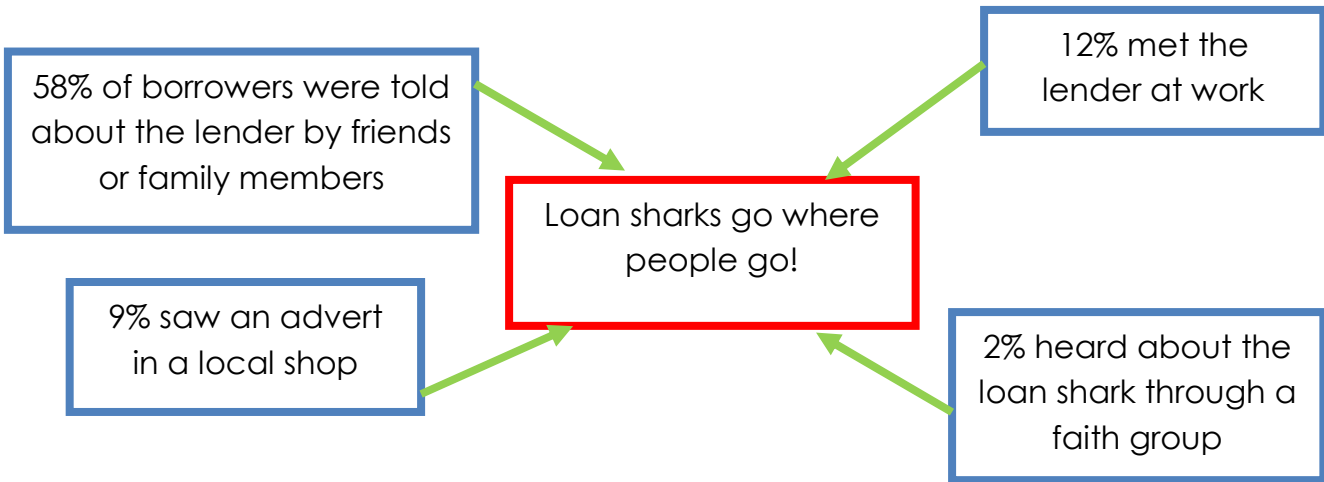 58% of borrowers were told
about the lender by friends
or family members
12% met the
lender at work
Loan sharks go where
people go!
9% saw an advert
in a local shop
2% heard about the
loan shark through a
faith group